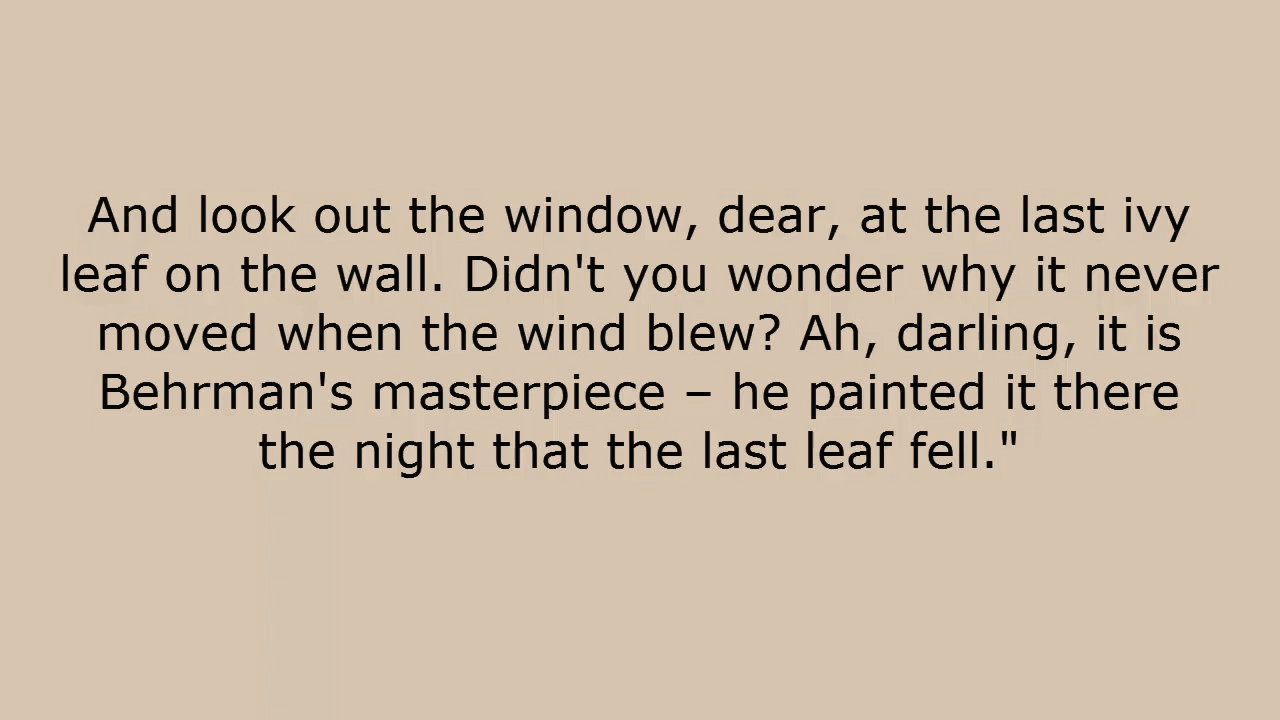 And look out the window, dear, at the last ivy
leaf on the wall. Didn't you wonder why it never
moved when the wind blew? Ah, darling, it is
Behrman's masterpiece – he painted it there
the night that the last leaf fell."